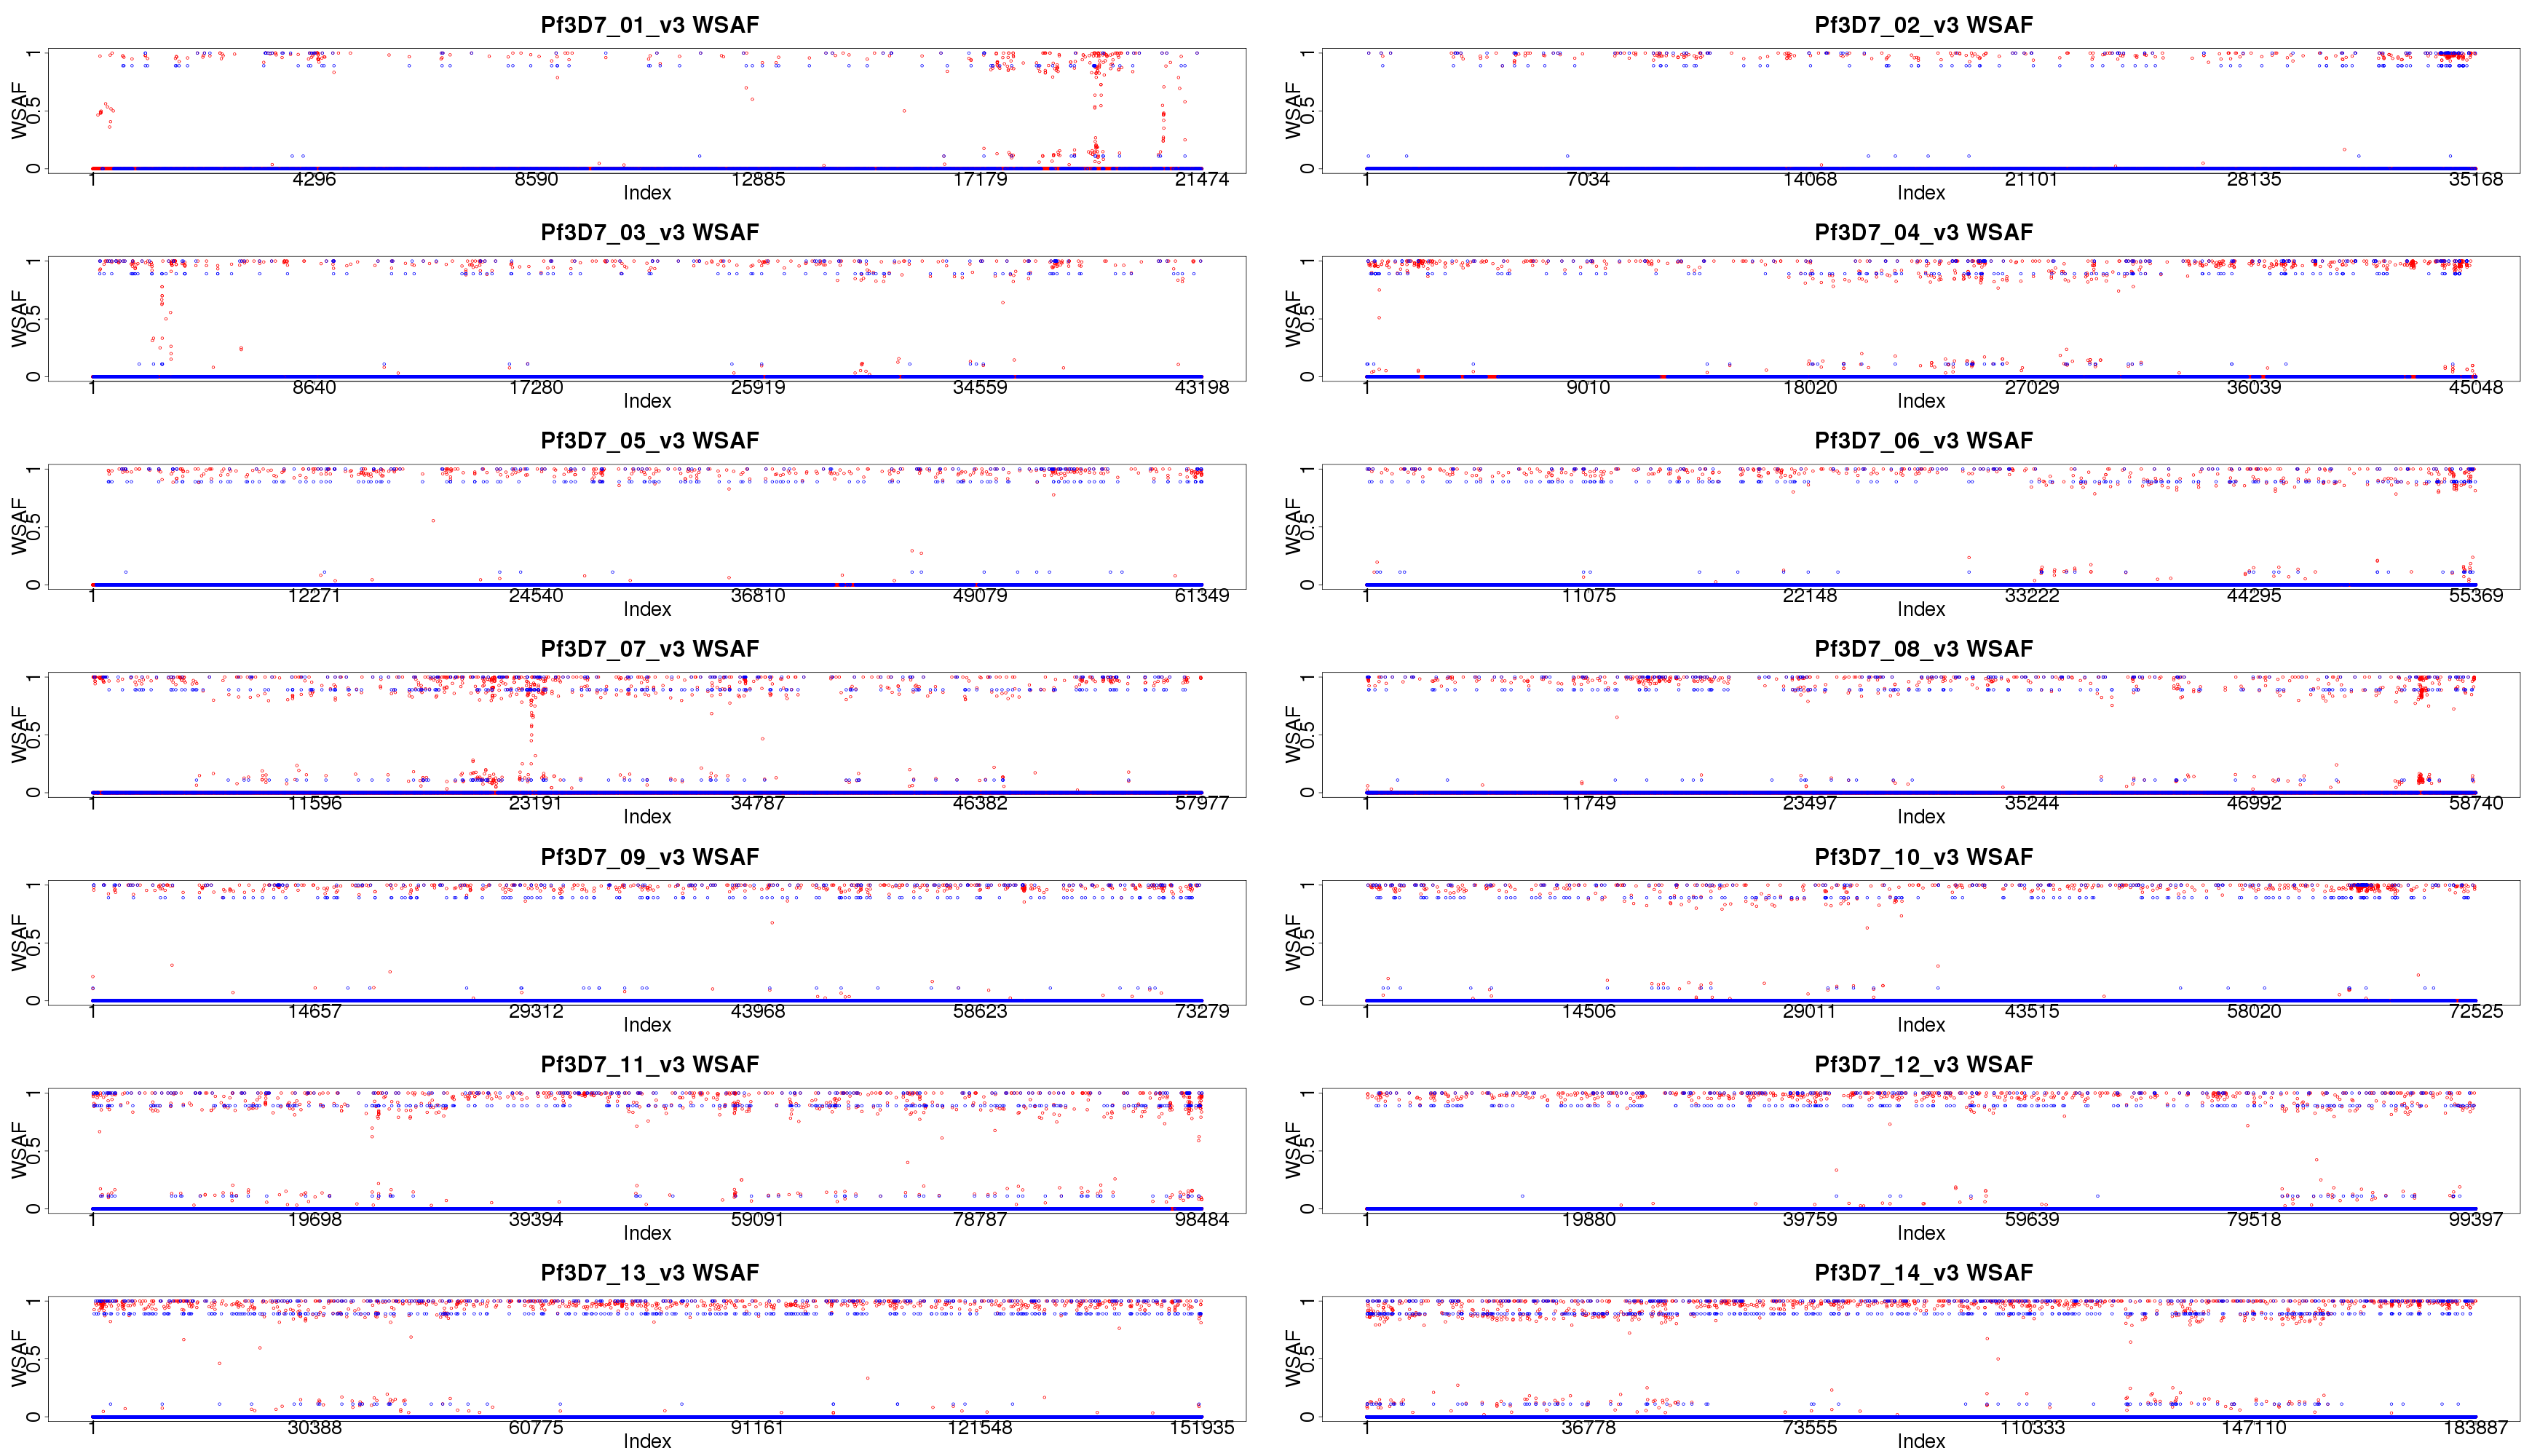 Pf3D7_01_v3 WSAF
WSAF
0 0.5 1
1 4296 8590 12885 17179 21474
Index
Pf3D7_02_v3 WSAF
WSAF
0 0.5 1
1 7034 14068 21101 28135 35168
Index
Pf3D7_03_v3 WSAF
WSAF
0 0.5 1
1 8640 17280 25919 34559 43198
Index
Pf3D7_04_v3 WSAF
WSAF
0 0.5 1
1 9010 18020 27029 36039 45048
Index
Pf3D7_05_v3 WSAF
WSAF
0 0.5 1
1 12271 24540 36810 49079 61349
Index
Pf3D7_06_v3 WSAF
WSAF
0 0.5 1
1 11075 22148 33222 44295 55369
Index
Pf3D7_07_v3 WSAF
WSAF
0 0.5 1
1 11596 23191 34787 46382 57977
Index
Pf3D7_08_v3 WSAF
WSAF
0 0.5 1
1 11749 23497 35244 46992 58740
Index
Pf3D7_09_v3 WSAF
WSAF
0 0.5 1
1 14657 29312 43968 58623 73279
Index
Pf3D7_10_v3 WSAF
WSAF
0 0.5 1
1 14506 29011 43515 58020 72525
Index
Pf3D7_11_v3 WSAF
WSAF
0 0.5 1
1 19698 39394 59091 78787 98484
Index
Pf3D7_12_v3 WSAF
WSAF
0 0.5 1
1 19880 39759 59639 79518 99397
Index
Pf3D7_13_v3 WSAF
WSAF
0 0.5 1
1 30388 60775 91161 121548 151935
Index
Pf3D7_14_v3 WSAF
WSAF
0 0.5 1
1 36778 73555 110333 147110 183887
Index